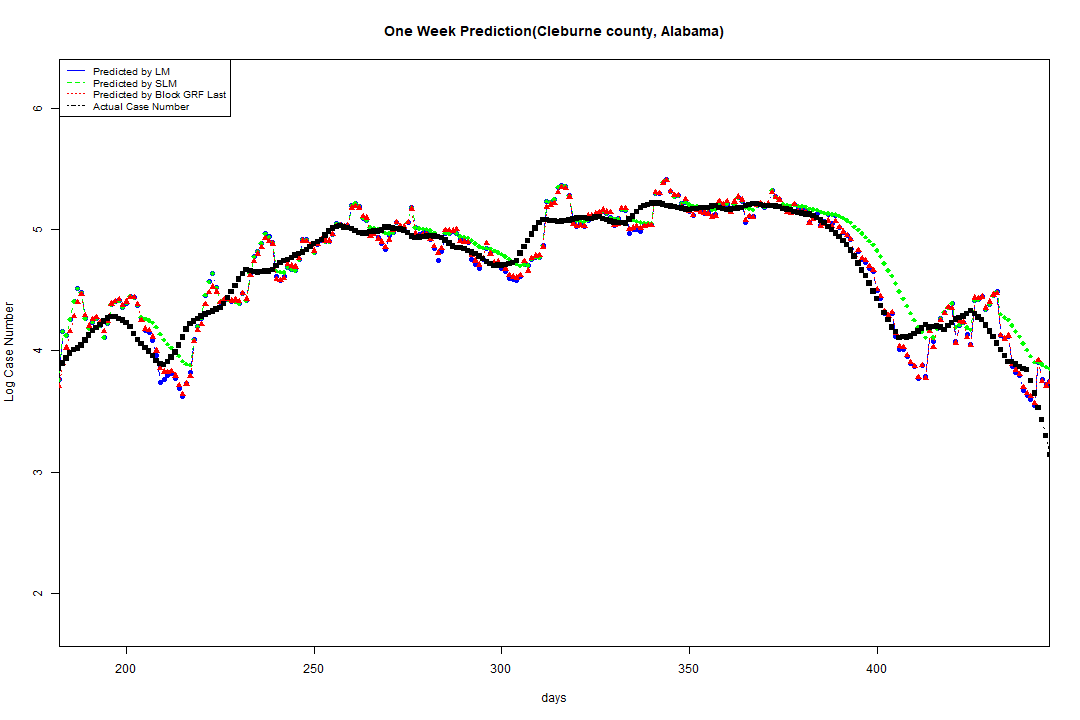 One Week Prediction(Cleburne county, Alabama)
Predicted by LM
Predicted by SLM
Predicted by Block GRF Last
Actual Case Number
Log Case Number
6
5
4
3
2
200 250 300 350 400
days